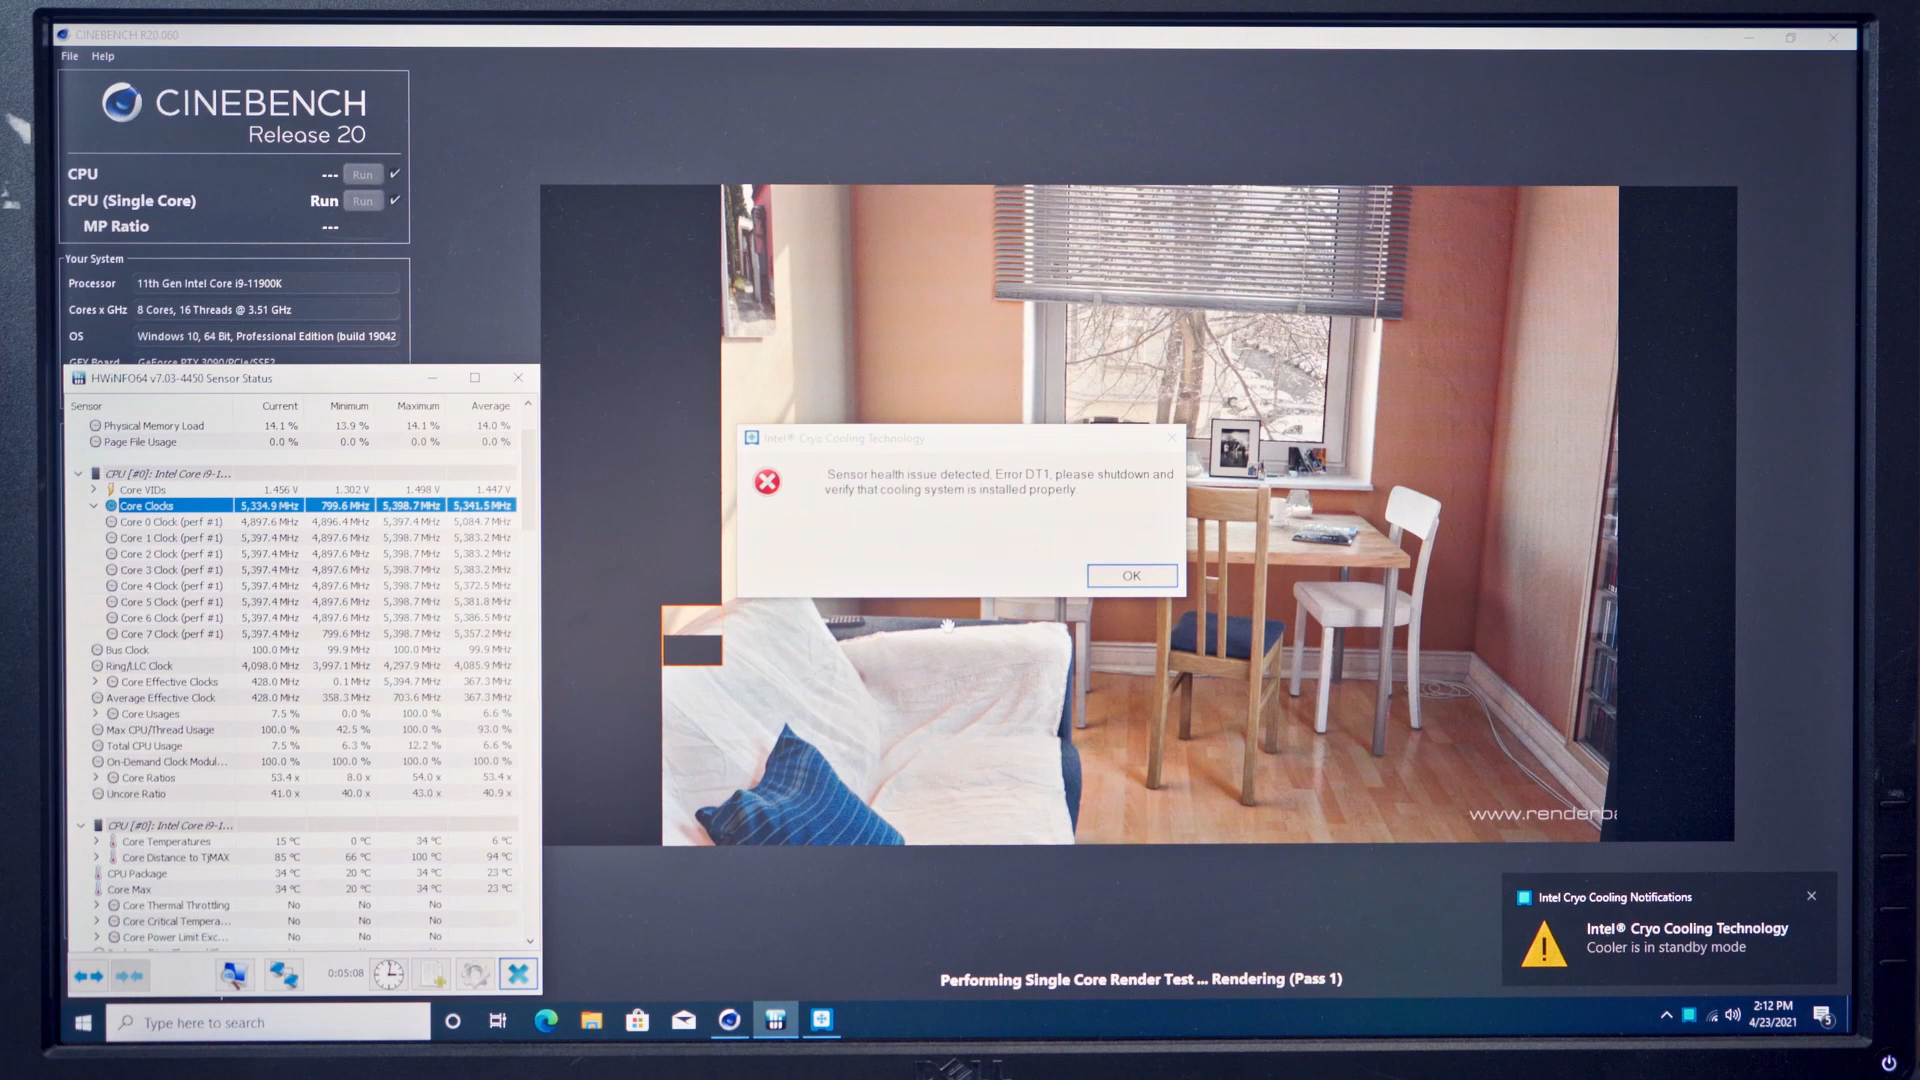 CINEBENCH R20.060
File Help
CINEBENCH
Release 20
CPU --- Run
CPU (Single Core) Run Run
MP Ratio ---
Your System
Processor 11th Gen Intel Core i9-11900K
Cores x GHz 8 Cores, 16 Threads @ 3.51 GHz
OS Windows 10, 64 Bit, Professional Edition (build 19042
GFX Board GeForce RTX 3090/PCIe/SSE2
HWiNFO64 v7.03-4450 Sensor Status
Sensor Current Minimum Maximum Average
Physical Memory Load 14.1 % 13.9 % 14.1 % 14.0 %
Page File Usage 0.0 % 0.0 % 0.0 % 0.0 %
CPU [#0]: Intel Core i9-1...
Core VIDs 1.456 V 1.302 V 1.498 V 1.447 V
Core Clocks 5,334.9 MHz 799.6 MHz 5,398.7 MHz 5,341.5 MHz
Core 0 Clock (perf #1) 4,897.6 MHz 4,896.4 MHz 5,397.4 MHz 5,084.7 MHz
Core 1 Clock (perf #1) 5,397.4 MHz 4,897.6 MHz 5,398.7 MHz 5,383.2 MHz
Core 2 Clock (perf #1) 5,397.4 MHz 4,897.6 MHz 5,398.7 MHz 5,383.2 MHz
Core 3 Clock (perf #1) 5,397.4 MHz 4,897.6 MHz 5,398.7 MHz 5,383.2 MHz
Core 4 Clock (perf #1) 5,397.4 MHz 4,897.6 MHz 5,398.7 MHz 5,372.5 MHz
Core 5 Clock (perf #1) 5,397.4 MHz 4,897.6 MHz 5,398.7 MHz 5,381.8 MHz
Core 6 Clock (perf #1) 5,397.4 MHz 4,897.6 MHz 5,398.7 MHz 5,386.5 MHz
Core 7 Clock (perf #1) 5,397.4 MHz 799.6 MHz 5,398.7 MHz 5,357.2 MHz
Bus Clock 100.0 MHz 99.9 MHz 100.0 MHz 99.9 MHz
Ring/LLC Clock 4,098.0 MHz 3,997.1 MHz 4,297.9 MHz 4,085.9 MHz
Core Effective Clocks 428.0 MHz 0.1 MHz 5,394.7 MHz 367.3 MHz
Average Effective Clock 428.0 MHz 358.3 MHz 703.6 MHz 367.3 MHz
Core Usages 7.5 % 0.0 % 100.0 % 6.6 %
Max CPU/Thread Usage 100.0 % 42.5 % 100.0 % 93.0 %
Total CPU Usage 7.5 % 6.3 % 12.2 % 6.6 %
On-Demand Clock Modul... 100.0 % 100.0 % 100.0 % 100.0 %
Core Ratios 53.4 x 8.0 x 54.0 x 53.4 x
Uncore Ratio 41.0 x 40.0 x 43.0 x 40.9 x
CPU [#0]: Intel Core i9-1...
Core Temperatures 15 °C 0 °C 34 °C 6 °C
Core Distance to TjMAX 85 °C 66 °C 100 °C 94 °C
CPU Package 34 °C 20 °C 34 °C 23 °C
Core Max 34 °C 20 °C 34 °C 23 °C
Core Thermal Throttling No No No
Core Critical Tempera... No No No
Core Power Limit Exc... No No No
0:05:08
Intel® Cryo Cooling Technology
Sensor health issue detected, Error DT1, please shutdown and
verify that cooling system is installed properly.
OK
www.renderba
Performing Single Core Render Test ... Rendering (Pass 1)
Intel Cryo Cooling Notifications
Intel® Cryo Cooling Technology
Cooler is in standby mode
Type here to search
2:12 PM
4/23/2021
5
DELL